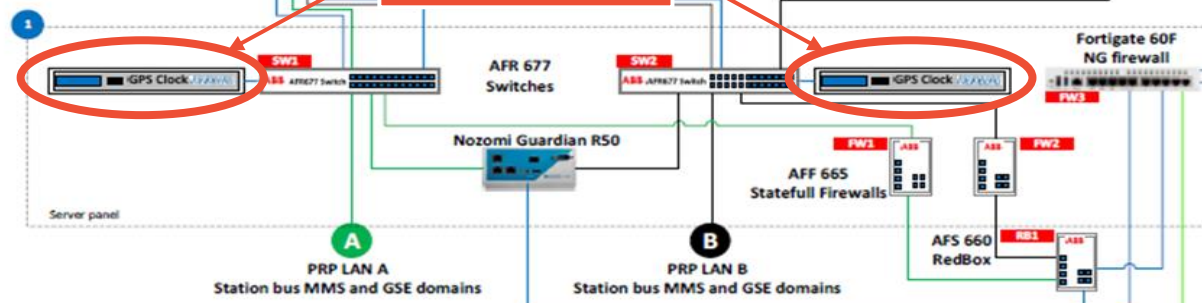 1
Fortigate 60F
NG firewall
SW1
SW2
AFR 677
Switches
GPS Clock
ABB AFR677 Switch
ABB AFR677 Switch
GPS Clock
FW3
Nozomi Guardian R50
FW1
ABB
ABB
FW2
AFF 665
Statefull Firewalls
Server panel
A
B
AFS 660
RedBox
RB1
ABB
PRP LAN A
Station bus MMS and GSE domains
PRP LAN B
Station bus MMS and GSE domains